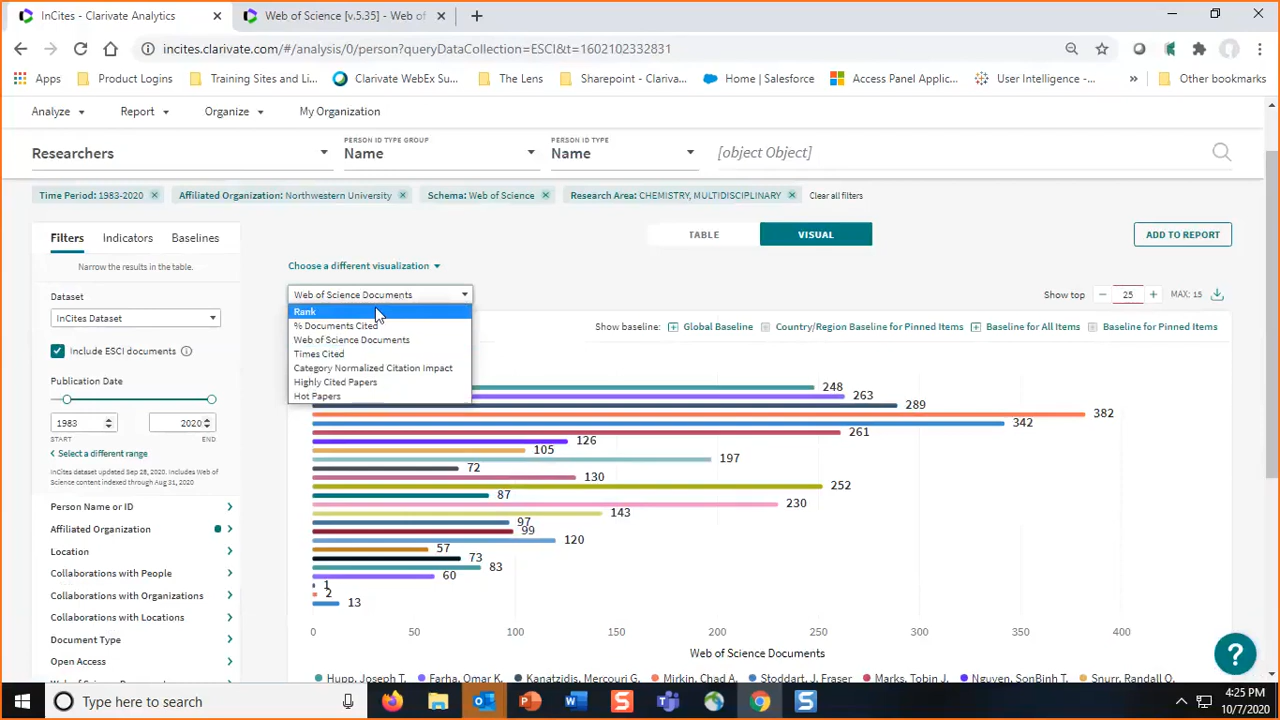 InCites - Clarivate Analytics
Web of Science [v.5.35] - Web of
incites.clarivate.com/#/analysis/0/person?queryDataCollection=ESCI&t=1602102332831
Apps
Product Logins
Training Sites and Li...
Clarivate WebEx Su...
The Lens
Sharepoint - Clariva...
Home | Salesforce
Access Panel Applic...
User Intelligence -...
»
Other bookmarks
Analyze
Report
Organize
My Organization
PERSON ID TYPE GROUP
PERSON ID TYPE
Researchers
Name
Name
[object Object]
Time Period: 1983-2020
Affiliated Organization: Northwestern University
Schema: Web of Science
Research Area: CHEMISTRY, MULTIDISCIPLINARY
Clear all filters
Filters
Indicators
Baselines
TABLE
VISUAL
ADD TO REPORT
Narrow the results in the table.
Choose a different visualization
Dataset
InCites Dataset
Include ESCI documents
Publication Date
1983
2020
START
END
Select a different range
InCites dataset updated Sep 28, 2020. Includes Web of
Science content indexed through Aug 31, 2020
Person Name or ID
Affiliated Organization
Location
Collaborations with People
Collaborations with Organizations
Collaborations with Locations
Document Type
Open Access
Web of Science Documents
Rank
% Documents Cited
Web of Science Documents
Times Cited
Category Normalized Citation Impact
Highly Cited Papers
Hot Papers
Show top
25
MAX: 15
Show baseline:
Global Baseline
Country/Region Baseline for Pinned Items
Baseline for All Items
Baseline for Pinned Items
248
263
289
382
342
261
126
105
197
72
130
252
87
230
143
97
99
120
57
73
83
60
1
2
13
0
50
100
150
200
250
300
350
400
Web of Science Documents
Hupp, Joseph T.
Farha, Omar K.
Kanatzidis, Mercouri G.
Mirkin, Chad A.
Stoddart, J. Fraser
Marks, Tobin J.
Nguyen, SonBinh T.
Snurr, Randall Q.
?
Type here to search
4:25 PM
10/7/2020